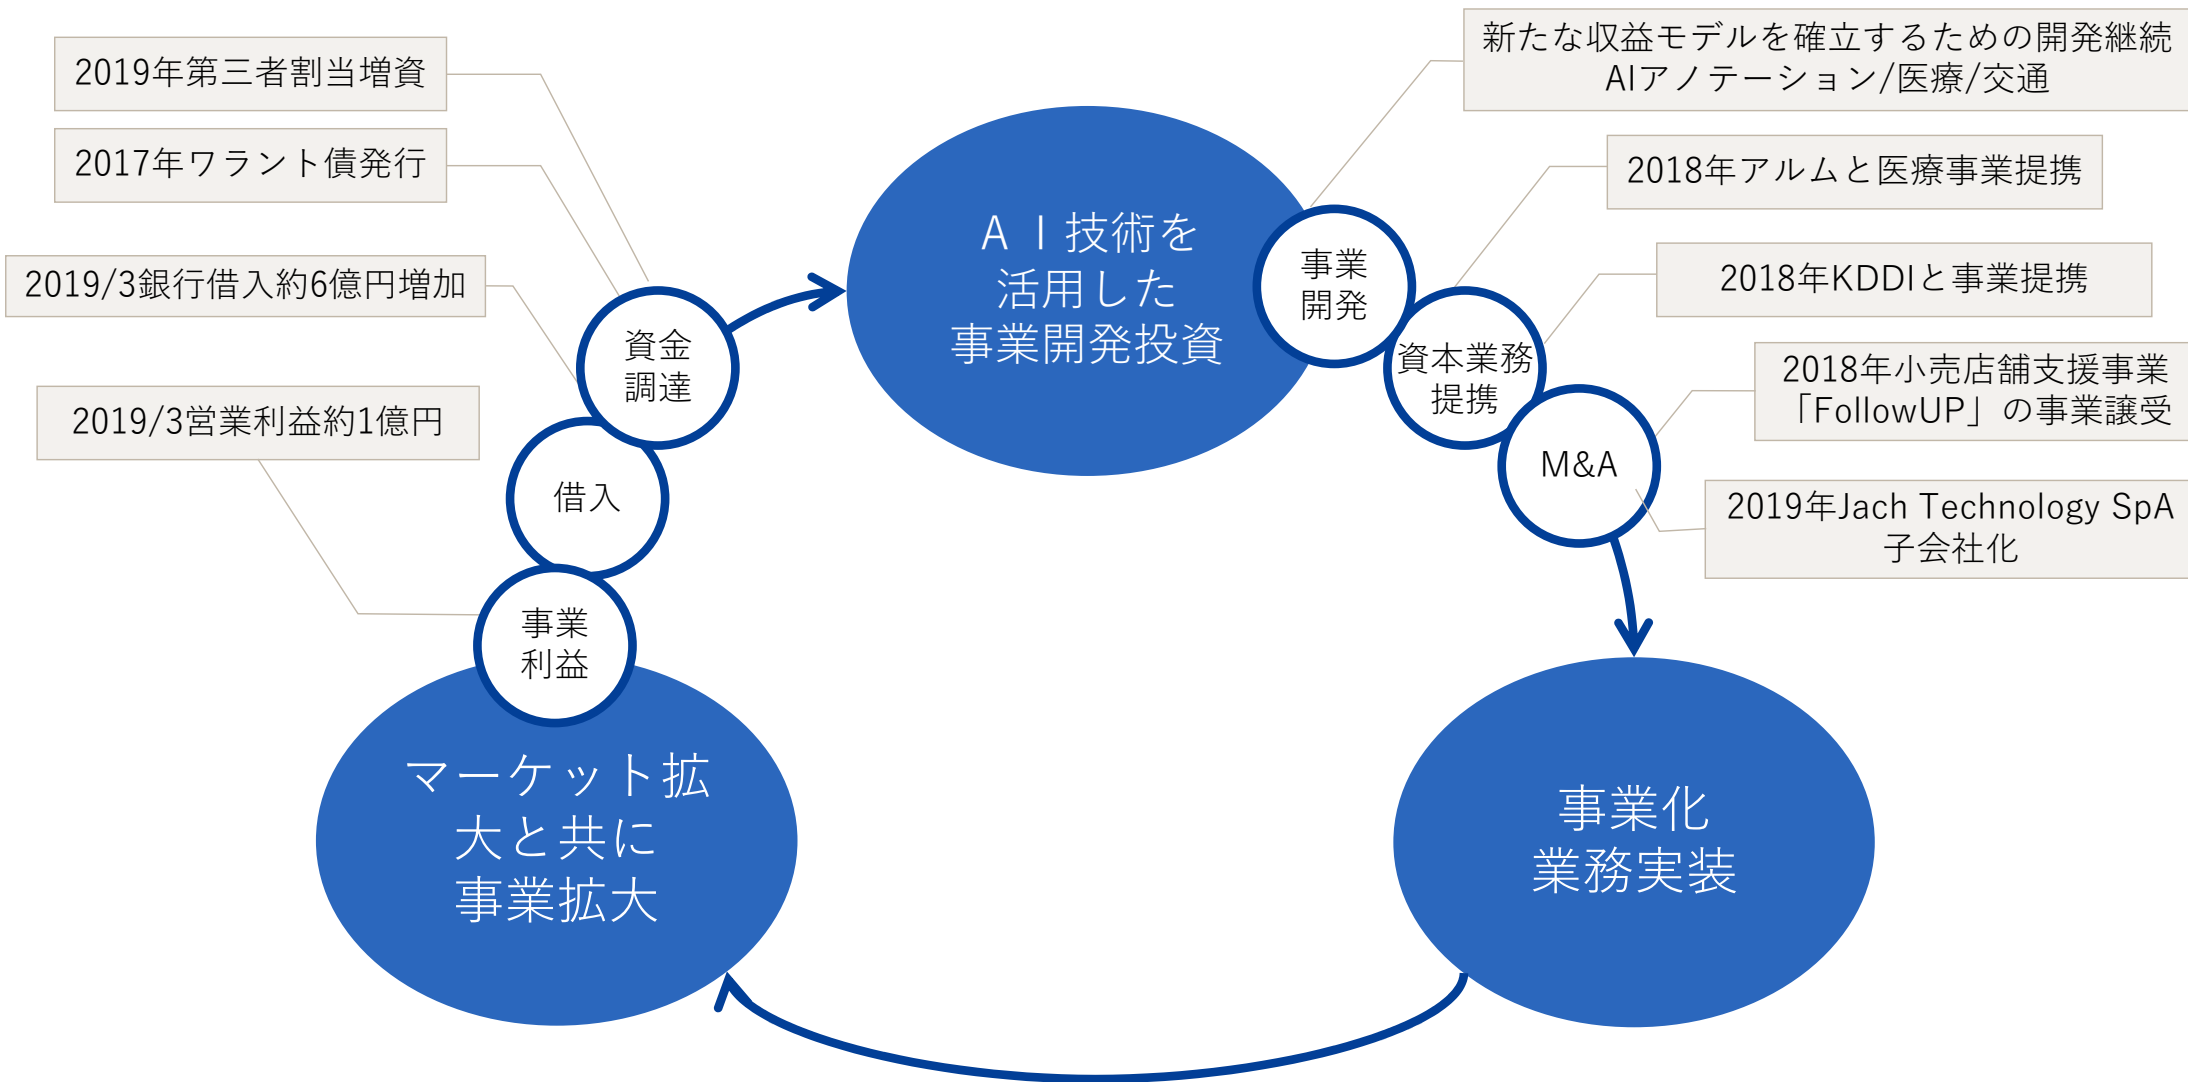 2019年第三者割当増資
2017年ワラント債発行
2019/3銀行借入約6億円増加
2019/3営業利益約1億円
資金
調達
借入
事業
利益
ＡＩ技術を
活用した
事業開発投資
新たな収益モデルを確立するための開発継続
AIアノテーション/医療/交通
2018年アルムと医療事業提携
2018年KDDIと事業提携
2018年小売店舗支援事業
「FollowUP」の事業譲受
2019年Jach Technology SpA
子会社化
事業
開発
資本業務
提携
M&A
マーケット拡
大と共に
事業拡大
事業化
業務実装